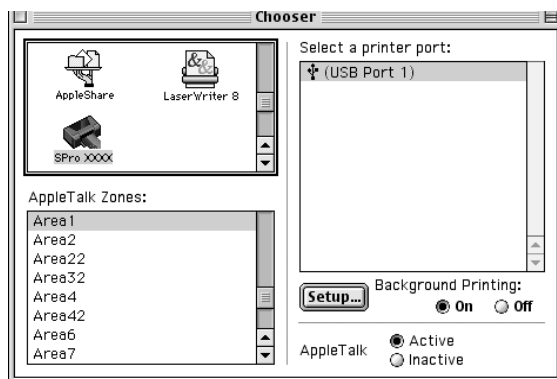 Chooser
AppleShare
LaserWriter 8
SPro XXXX
AppleTalk Zones:
Area1
Area2
Area22
Area32
Area4
Area42
Area6
Area7
Select a printer port:
(USB Port 1)
Setup...
Background Printing:
On Off
AppleTalk
Active
Inactive